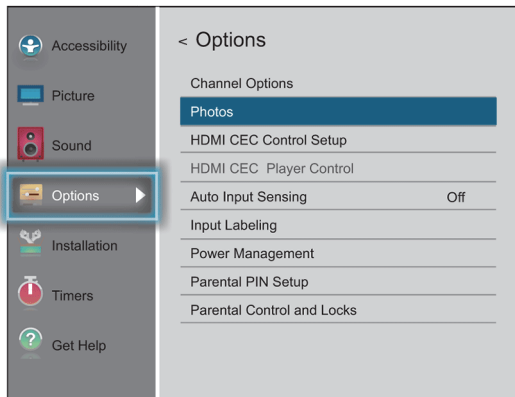 Accessibility
Picture
Sound
Options
Installation
Timers
Get Help
< Options
Channel Options
Photos
HDMI CEC Control Setup
HDMI CEC Player Control
Auto Input Sensing Off
Input Labeling
Power Management
Parental PIN Setup
Parental Control and Locks